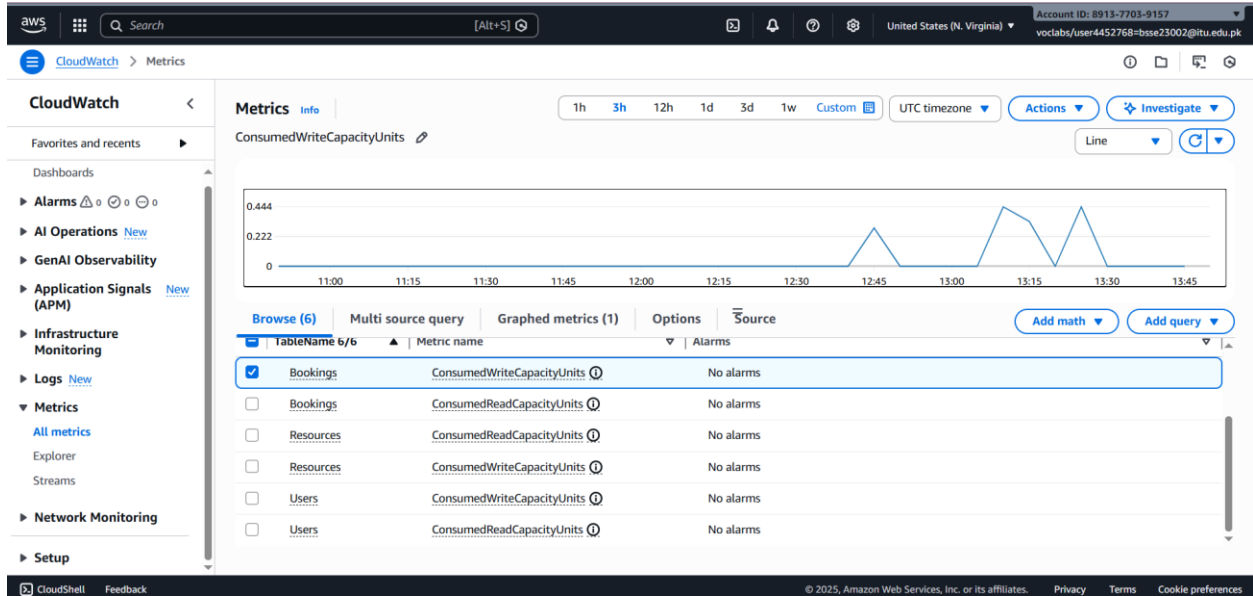 aws Search [Alt+S] United States (N. Virginia) ▼ Account ID: 8913-7703-9157 ▼
voclabs/user4452768=bsse23002@itu.edu.pk
CloudWatch > Metrics
CloudWatch
Favorites and recents
Dashboards
Alarms 0 0 0
AI Operations New
GenAI Observability
Application Signals New
(APM)
Infrastructure
Monitoring
Logs New
Metrics
All metrics
Explorer
Streams
Network Monitoring
Setup
Metrics Info 1h 3h 12h 1d 3d 1w Custom UTC timezone ▼ Actions ▼ Investigate ▼
ConsumedWriteCapacityUnits Line ▼
0.444
0.222
0
11:00 11:15 11:30 11:45 12:00 12:15 12:30 12:45 13:00 13:15 13:30 13:45
Browse (6) Multi source query Graphed metrics (1) Options Source Add math ▼ Add query ▼
TableName 6/6 Metric name Alarms
Bookings ConsumedWriteCapacityUnits No alarms
Bookings ConsumedReadCapacityUnits No alarms
Resources ConsumedReadCapacityUnits No alarms
Resources ConsumedWriteCapacityUnits No alarms
Users ConsumedWriteCapacityUnits No alarms
Users ConsumedReadCapacityUnits No alarms
CloudShell Feedback © 2025, Amazon Web Services, Inc. or its affiliates. Privacy Terms Cookie preferences